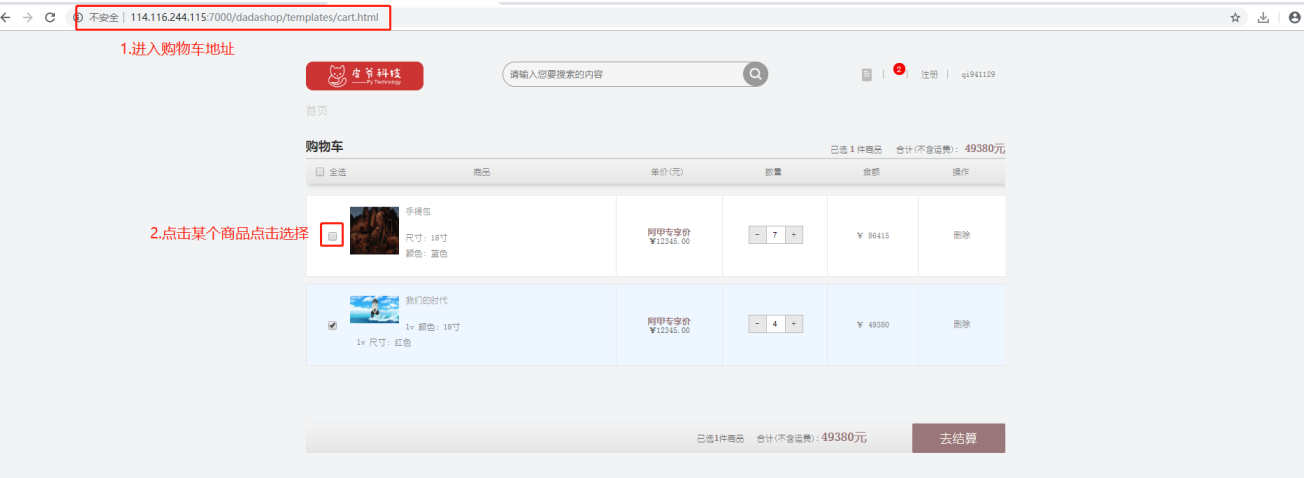 不安全 | 114.116.244.115:7000/dadashop/templates/cart.html
1.进入购物车地址
皮爷科技
Py Technology
请输入您要搜索的内容
2
注册
qi941129
首页
购物车
已选 1 件商品 合计(不含运费): 49380元
全选 商品 单价(元) 数量 金额 操作
手提包
2.点击某个商品点击选择
尺寸: 18寸
颜色: 蓝色
阿甲专享价
¥12345.00
- 7 +
¥ 86415
删除
我们的时代
1v 颜色: 18寸
1v 尺寸: 红色
阿甲专享价
¥12345.00
- 4 +
¥ 49380
删除
已选1件商品 合计(不含运费): 49380元
去结算